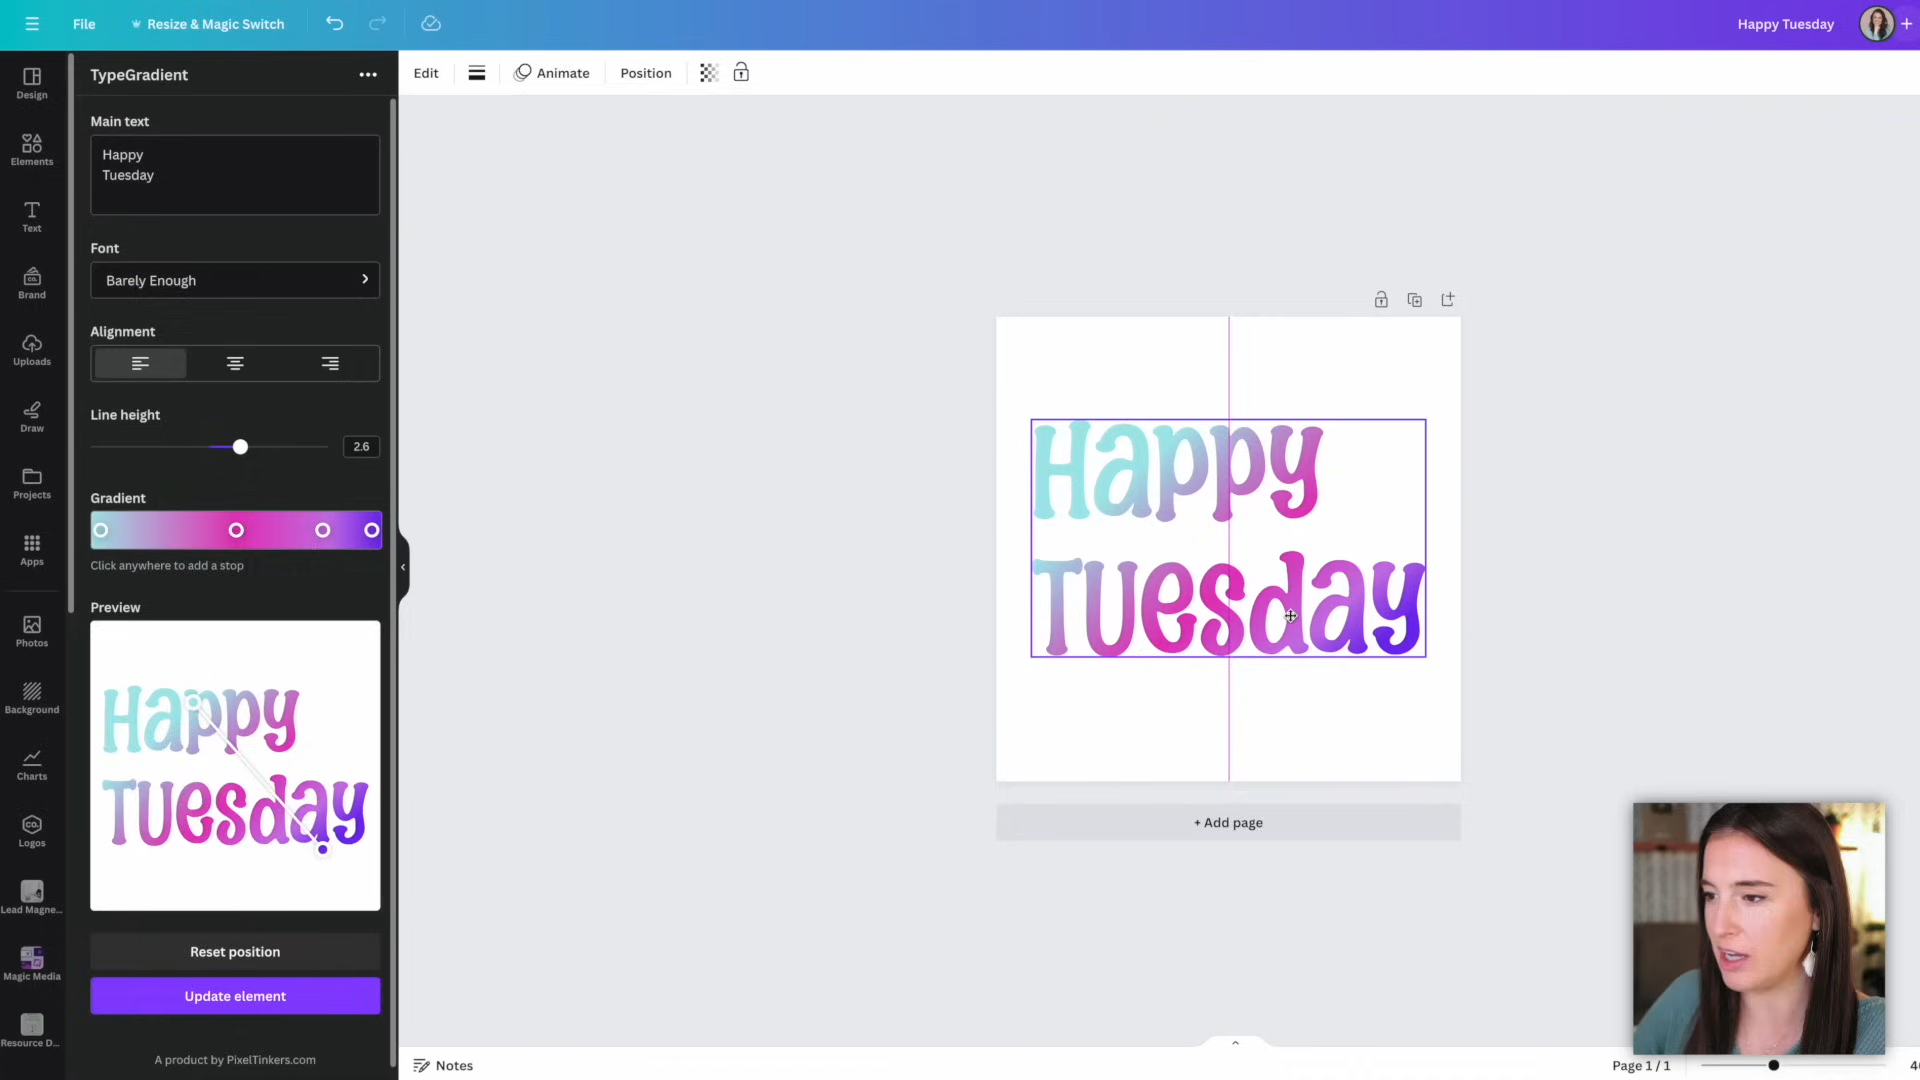 File
Resize & Magic Switch
Happy Tuesday
Design
Elements
Text
Brand
Uploads
Draw
Projects
Apps
Photos
Background
Charts
Logos
Lead Magne...
Magic Media
Resource D...
TypeGradient
Main text
Happy
Tuesday
Font
Barely Enough
Alignment
Line height
2.6
Gradient
Click anywhere to add a stop
Preview
Happy
Tuesday
Reset position
Update element
A product by PixelTinkers.com
Edit
Animate
Position
Happy
Tuesday
+ Add page
Notes
Page 1 / 1